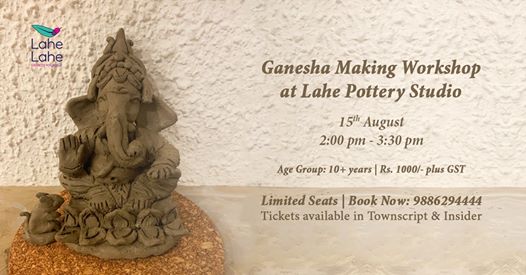 Lahe
Lahe
Ganesha Making Workshop
at Lahe Pottery Studio
15th August
2:00 pm - 3:30 pm
Age Group: 10+ years | Rs. 1000/- plus GST
Limited Seats | Book Now: 9886294444
Tickets available in Townscript & Insider